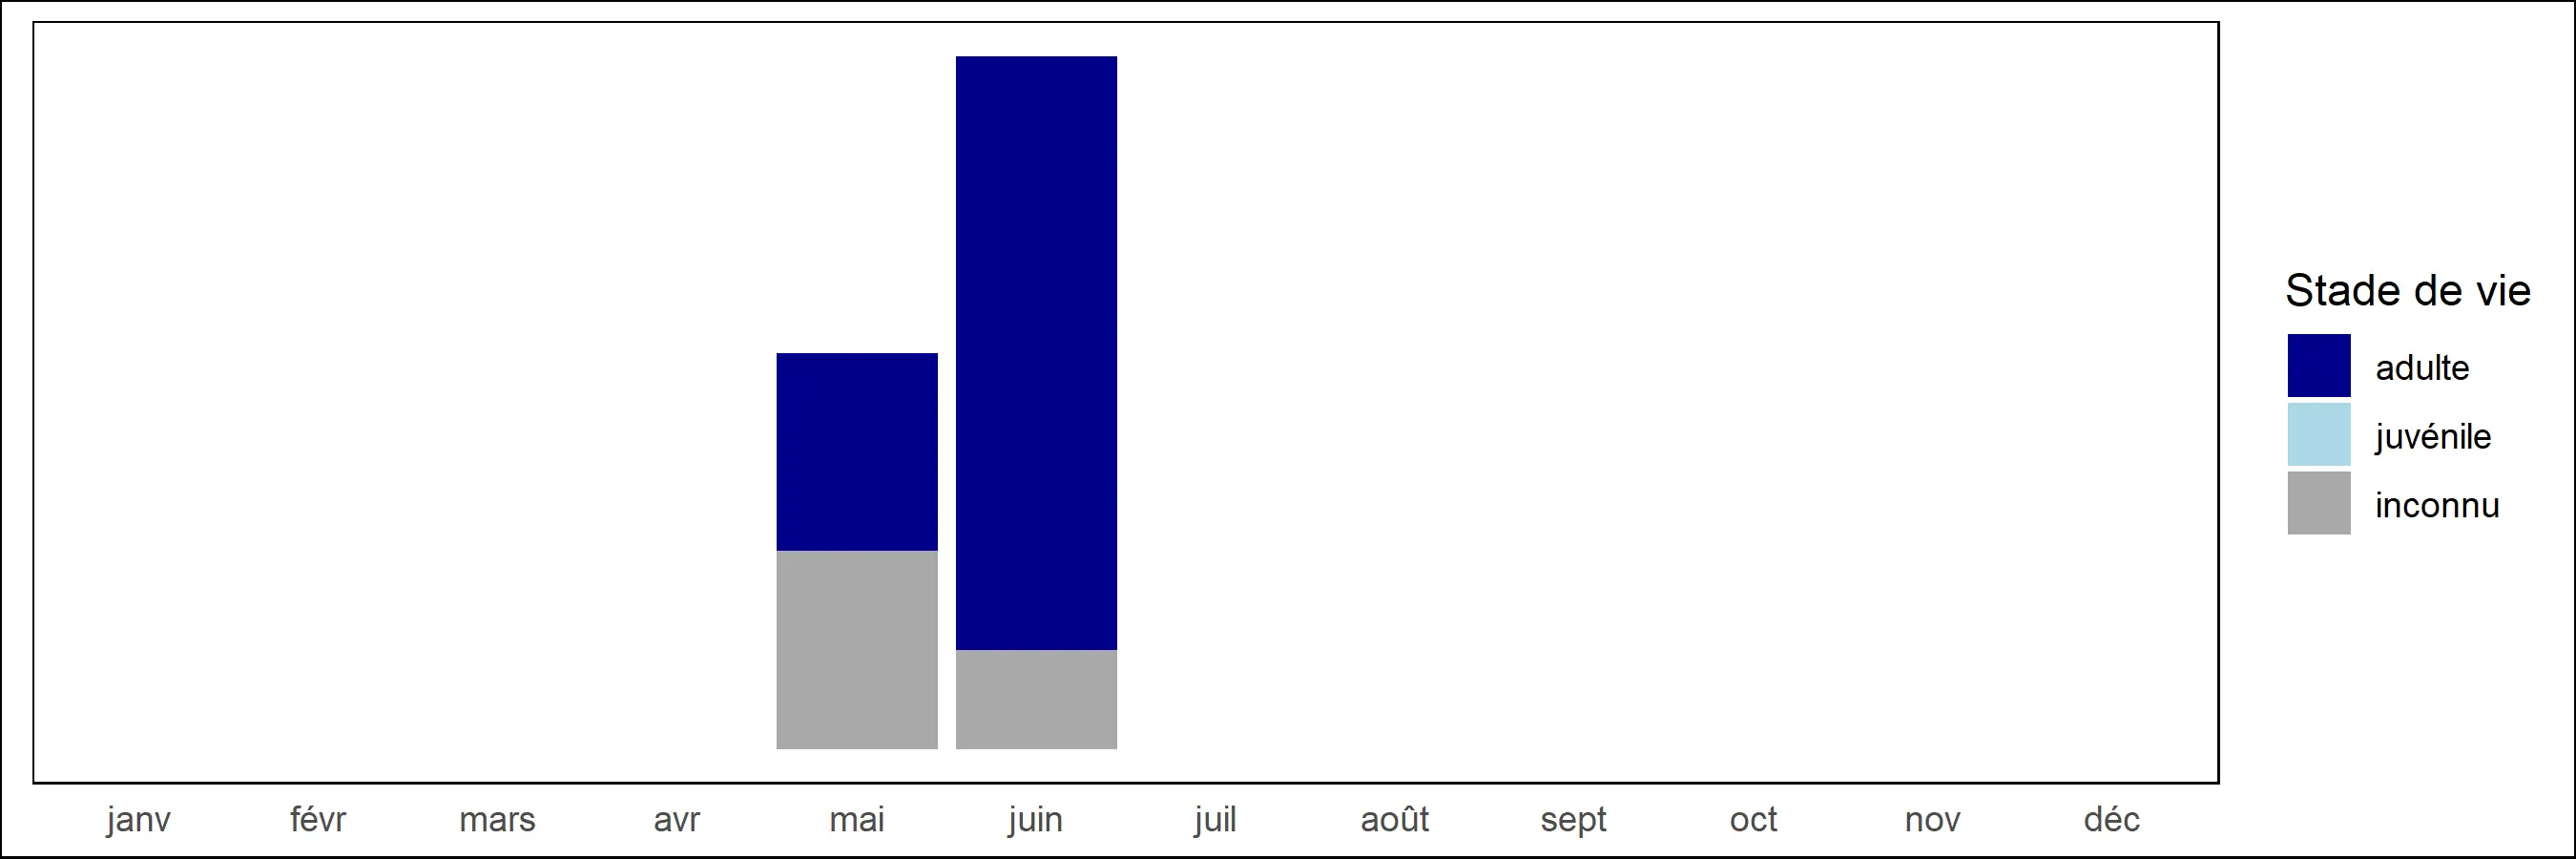 Stade de vie
adulte
juvénile
inconnu
janv févr mars avr mai juin juil août sept oct nov déc